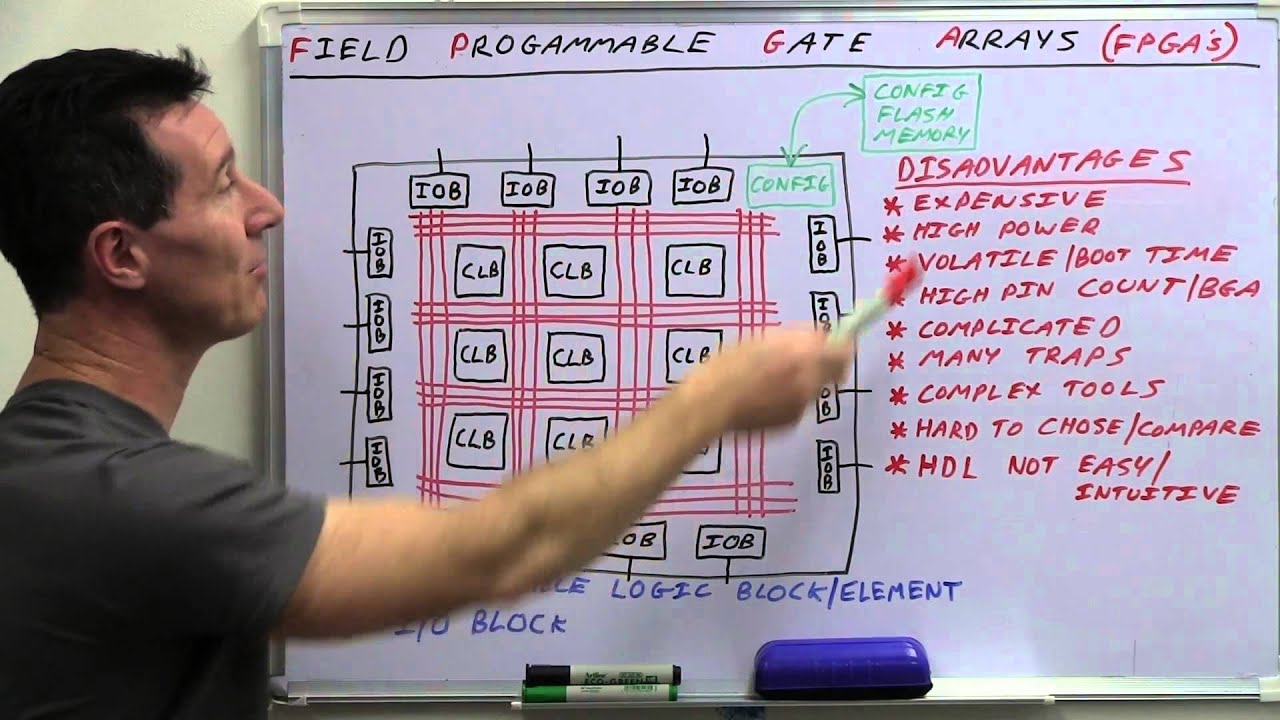 FIELD PROGAMMABLE GATE ARRAYS (FPGA's)
CONFIG
FLASH
MEMORY
IOB IOB IOB IOB CONFIG
DISADVANTAGES
* EXPENSIVE
* HIGH POWER
* VOLATILE/BOOT TIME
* HIGH PIN COUNT/BGA
* COMPLICATED
* MANY TRAPS
* COMPLEX TOOLS
* HARD TO CHOSE/COMPARE
* HDL NOT EASY/
INTUITIVE
IOB
IOB
IOB
IOB
CLB CLB CLB
CLB CLB CLB
CLB CLB
IOB
IOB
IOB
IOB
IOB IOB
LOGIC BLOCK/ELEMENT
I/O BLOCK
Artline
ECO-GREEN